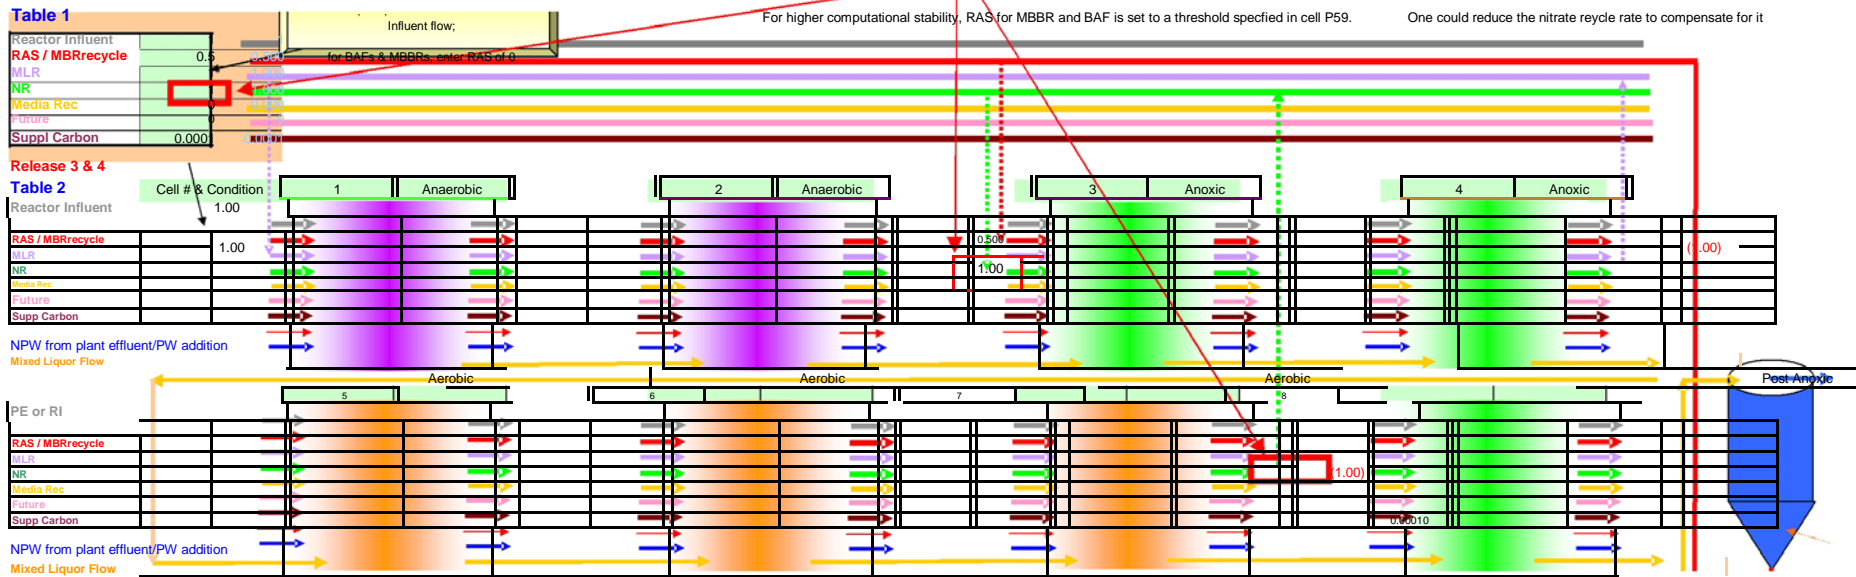 Table 1
Influent flow;
For higher computational stability, RAS for MBBR and BAF is set to a threshold specfied in cell P59.
One could reduce the nitrate reycle rate to compensate for it
Reactor Influent
RAS / MBRrecycle 0.5 0.500 for BAFs & MBBRs. enter RAS of 0
MLR
NR
Media Rec 0
Future 0
Suppl Carbon 0.000 0.000
Release 3 & 4
Table 2 Cell # & Condition 1 Anaerobic 2 Anaerobic 3 Anoxic 4 Anoxic
Reactor Influent 1.00
RAS / MBRrecycle 1.00 0.500 (1.00)
MLR
NR 1.00
Media Rec
Future
Supp Carbon
NPW from plant effluent/PW addition
Mixed Liquor Flow
Aerobic Aerobic Aerobic Post Anoxic
5 6 7 8
PE or RI
RAS / MBRrecycle
MLR
NR (1.00)
Media Rec
Future
Supp Carbon 0.00010
NPW from plant effluent/PW addition
Mixed Liquor Flow